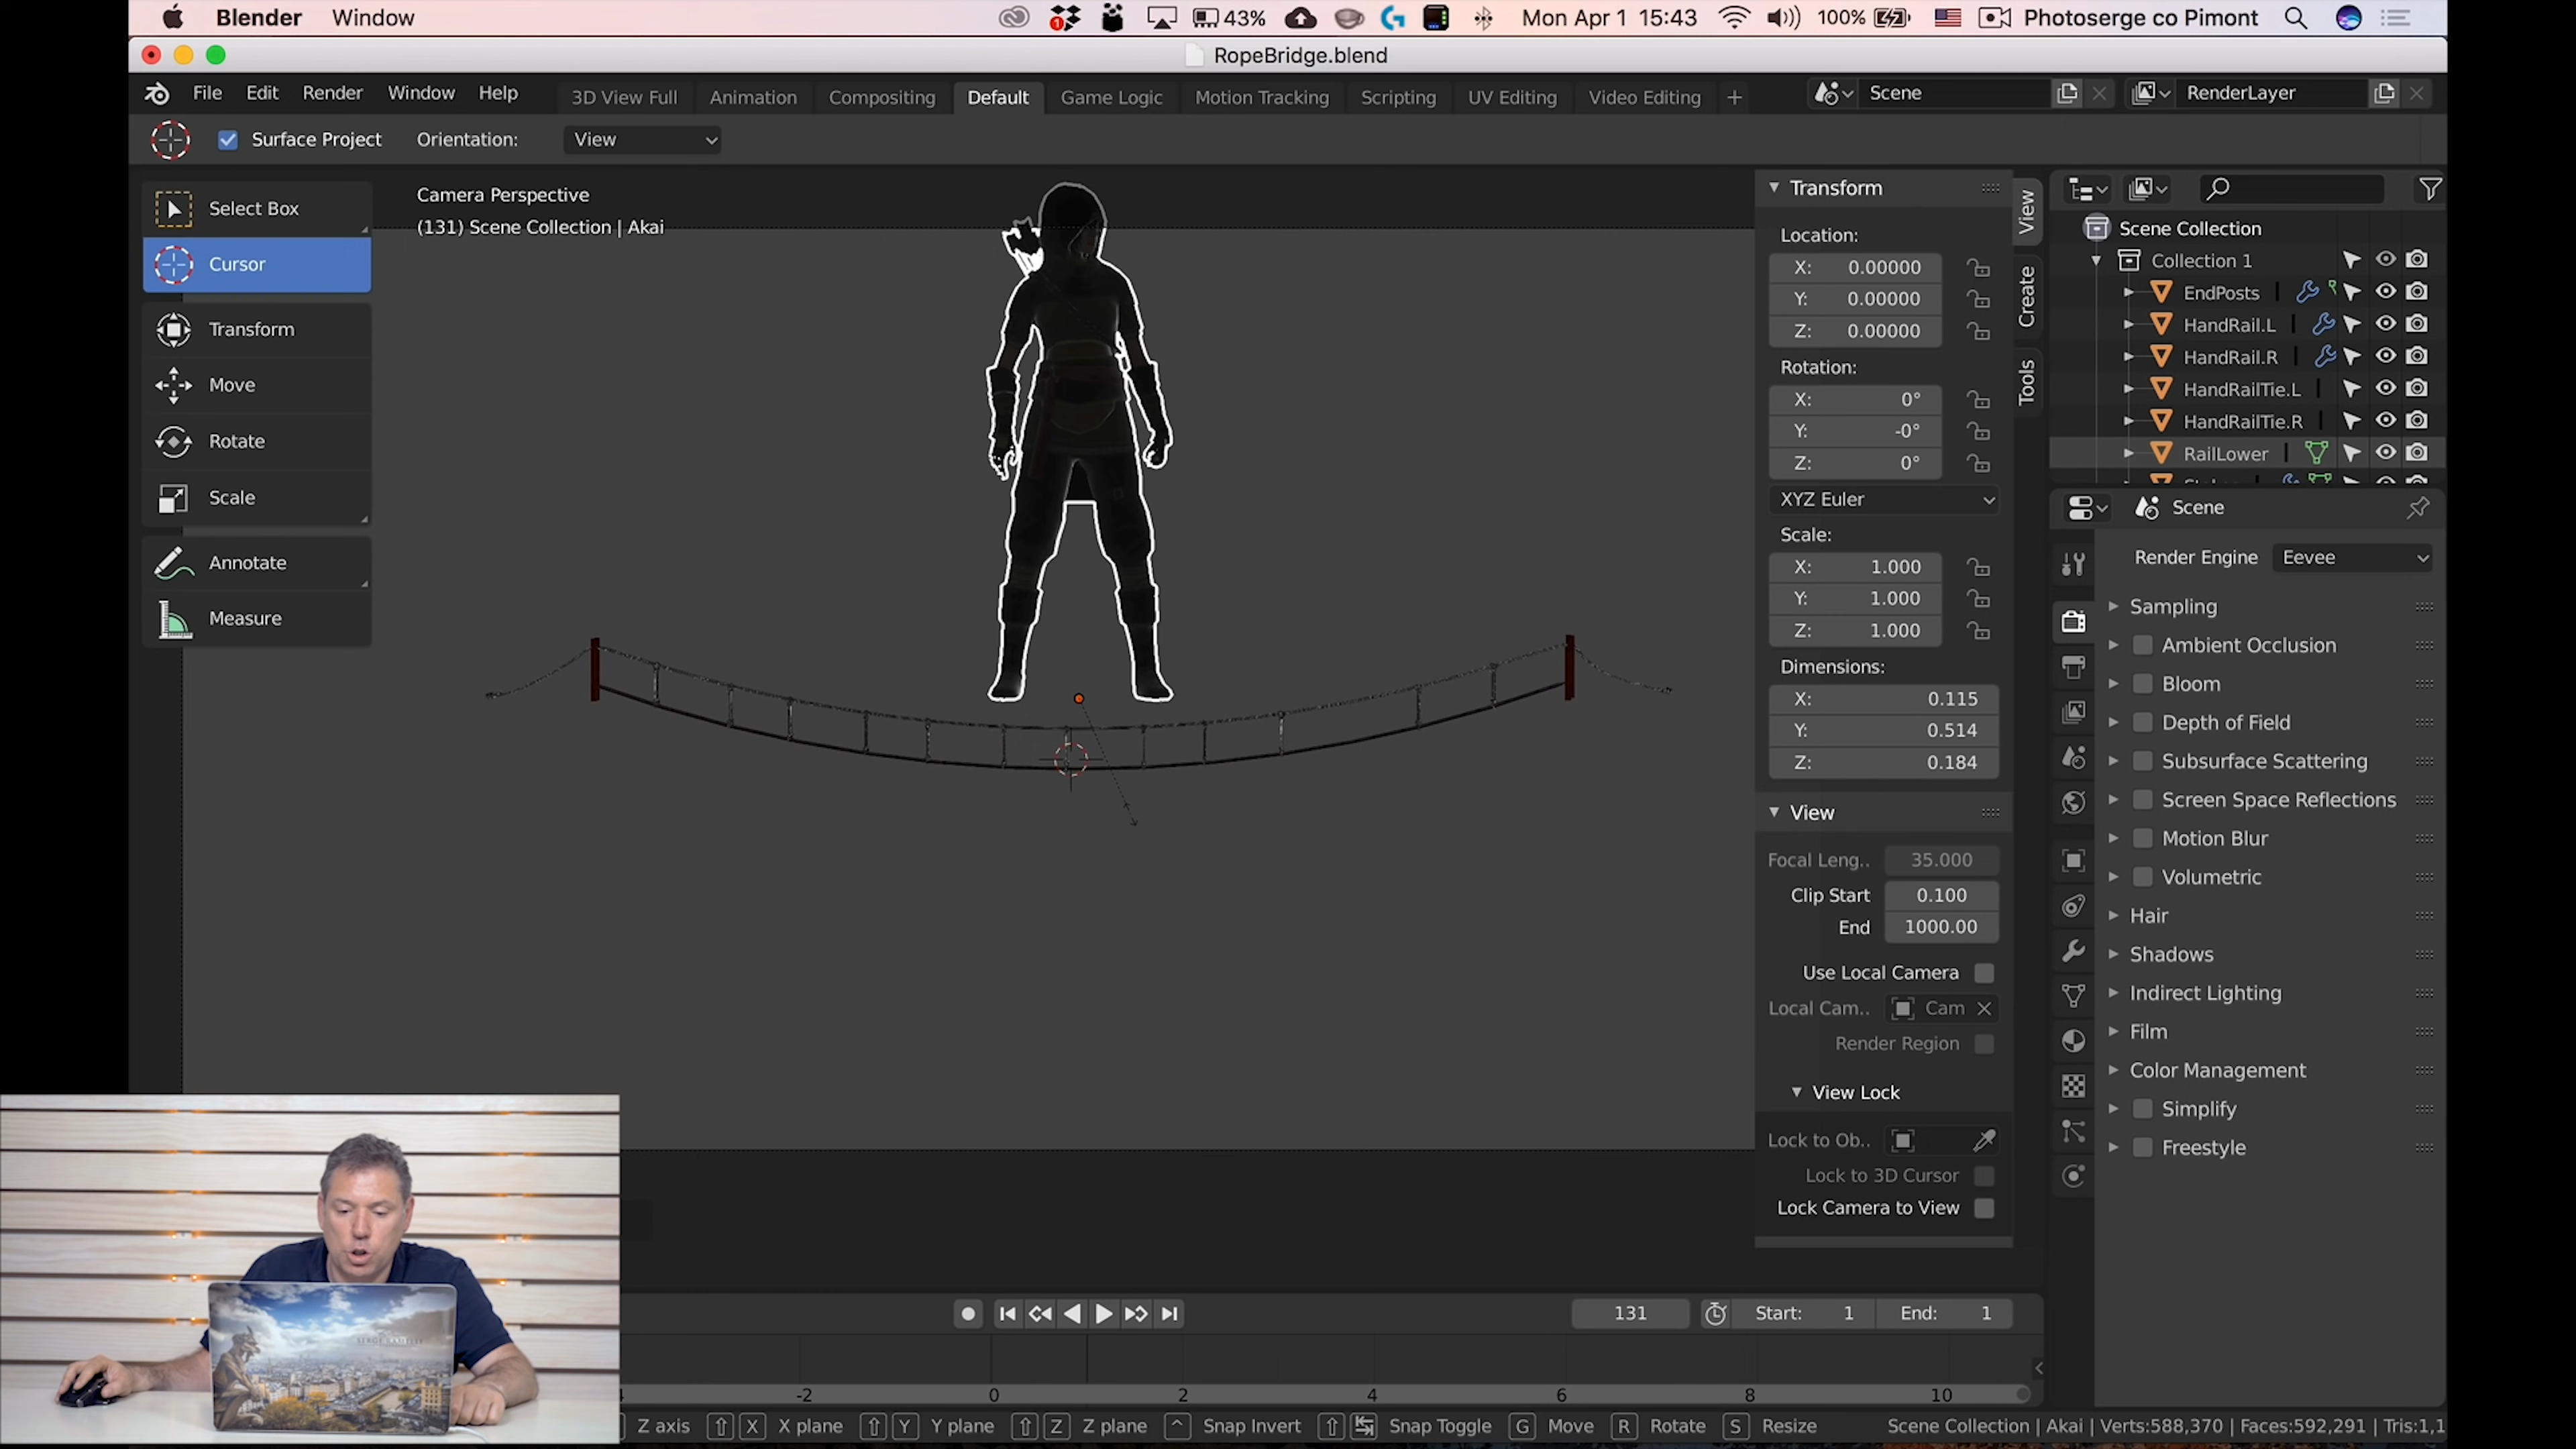 Blender Window 43% Mon Apr 1 15:43 100% Photoserge co Pimont
RopeBridge.blend
File Edit Render Window Help 3D View Full Animation Compositing Default Game Logic Motion Tracking Scripting UV Editing Video Editing + Scene RenderLayer
Surface Project Orientation: View
Camera Perspective
(131) Scene Collection | Akai
Select Box
Cursor
Transform
Move
Rotate
Scale
Annotate
Measure
Transform
Location:
X: 0.00000
Y: 0.00000
Z: 0.00000
Rotation:
X: 0°
Y: -0°
Z: 0°
XYZ Euler
Scale:
X: 1.000
Y: 1.000
Z: 1.000
Dimensions:
X: 0.115
Y: 0.514
Z: 0.184
View
Focal Leng.. 35.000
Clip Start 0.100
End 1000.00
Use Local Camera
Local Cam.. Cam
Render Region
View Lock
Lock to Ob..
Lock to 3D Cursor
Lock Camera to View
View
Create
Tools
Scene Collection
Collection 1
EndPosts
HandRail.L
HandRail.R
HandRailTie.L
HandRailTie.R
RailLower
Scene
Render Engine Eevee
Sampling
Ambient Occlusion
Bloom
Depth of Field
Subsurface Scattering
Screen Space Reflections
Motion Blur
Volumetric
Hair
Shadows
Indirect Lighting
Film
Color Management
Simplify
Freestyle
131 Start: 1 End: 1
-2 0 2 4 6 8 10
Z axis X X plane Y Y plane Z Z plane Snap Invert Snap Toggle G Move R Rotate S Resize Scene Collection | Akai | Verts:588,370 | Faces:592,291 | Tris:1,1